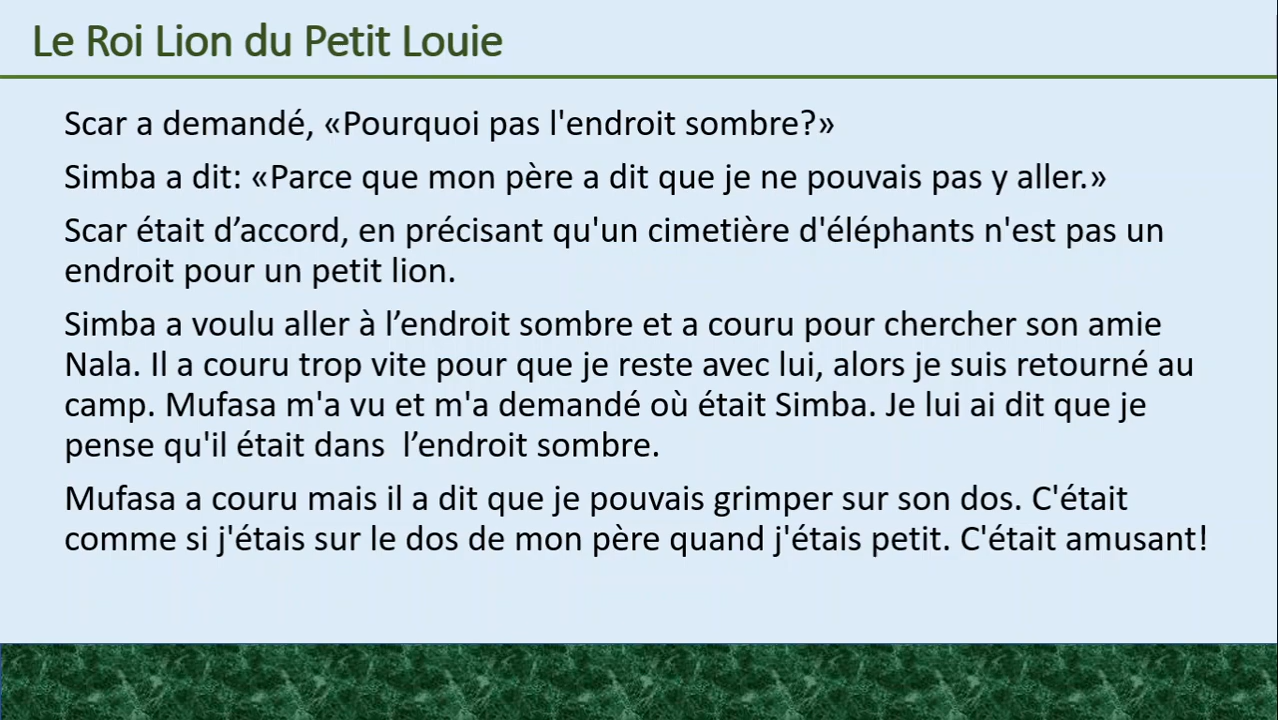 Le Roi Lion du Petit Louie
Scar a demandé, «Pourquoi pas l'endroit sombre?»
Simba a dit: «Parce que mon père a dit que je ne pouvais pas y aller.»
Scar était d’accord, en précisant qu'un cimetière d'éléphants n'est pas un
endroit pour un petit lion.
Simba a voulu aller à l’endroit sombre et a couru pour chercher son amie
Nala. Il a couru trop vite pour que je reste avec lui, alors je suis retourné au
camp. Mufasa m'a vu et m'a demandé où était Simba. Je lui ai dit que je
pense qu'il était dans  l’endroit sombre.
Mufasa a couru mais il a dit que je pouvais grimper sur son dos. C'était
comme si j'étais sur le dos de mon père quand j'étais petit. C'était amusant!